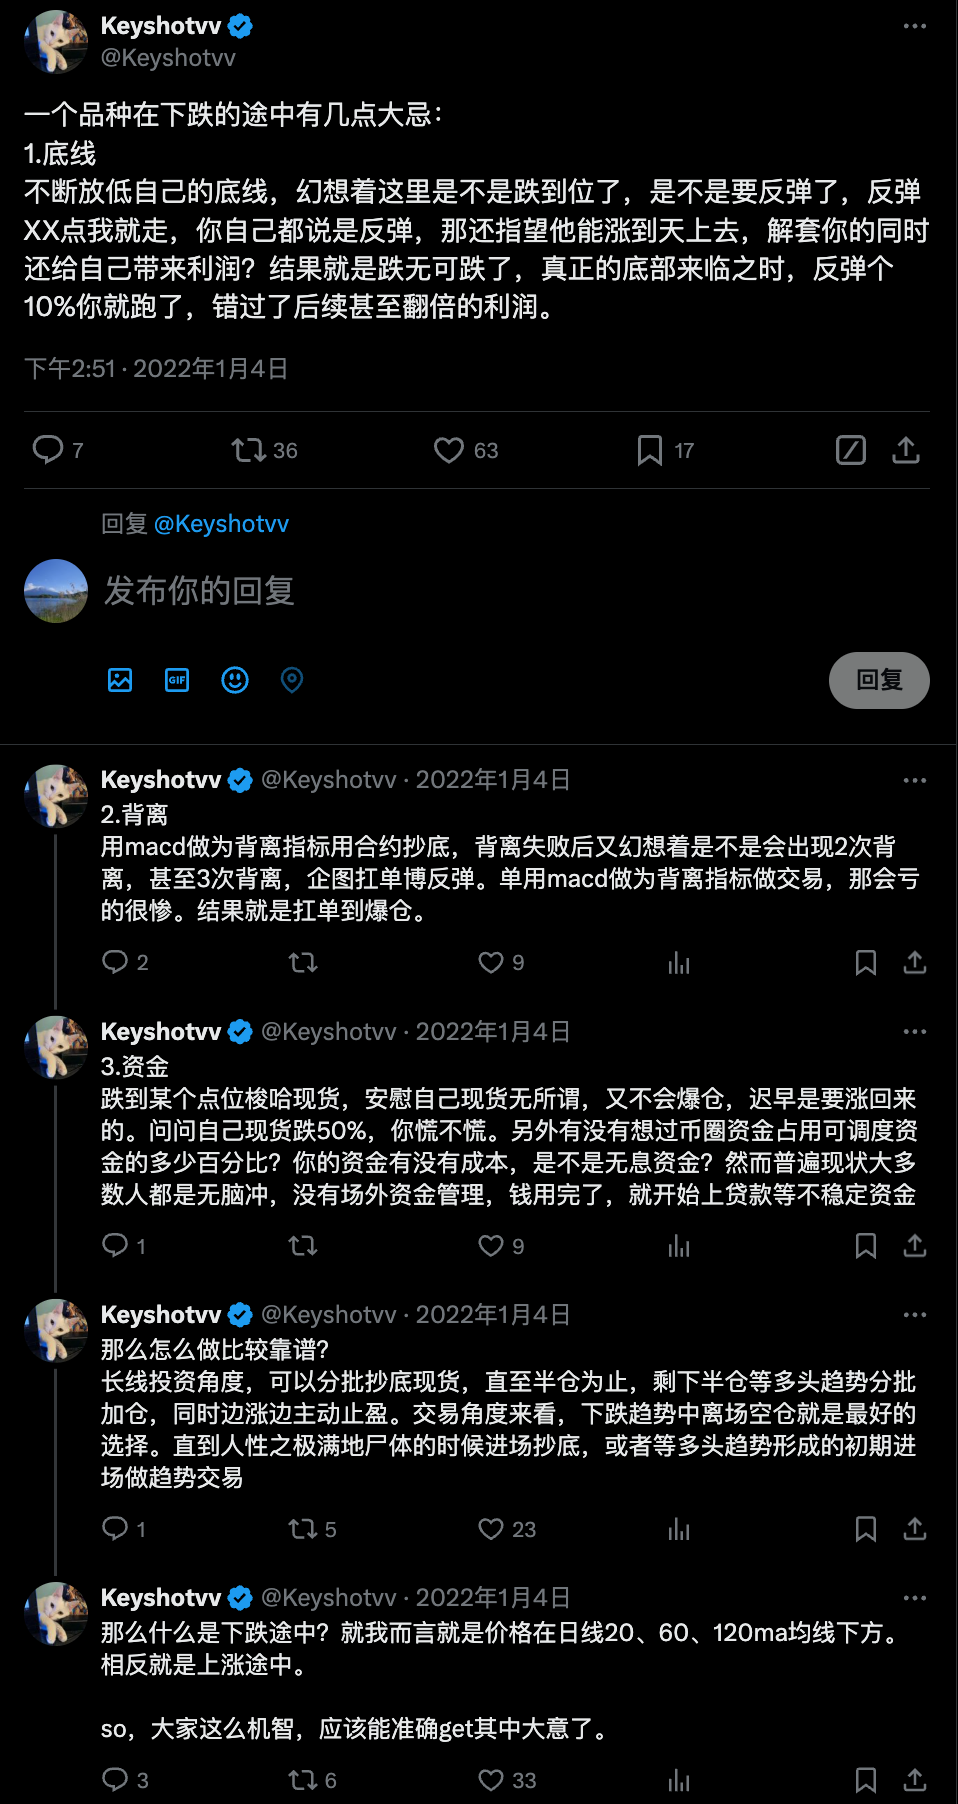 Keyshotvv
@Keyshotvv
一个品种在下跌的途中有几点大忌：
1.底线
不断放低自己的底线，幻想着这里是不是跌到位了，是不是要反弹了，反弹
XX点我就走，你自己都说是反弹，那还指望他能涨到天上去，解套你的同时
还给自己带来利润？结果就是跌无可跌了，真正的底部来临之时，反弹个
10%你就跑了，错过了后续甚至翻倍的利润。
下午2:51 · 2022年1月4日
7 36 63 17
回复 @Keyshotvv
发布你的回复
GIF
回复
Keyshotvv @Keyshotvv · 2022年1月4日
2.背离
用macd做为背离指标用合约抄底，背离失败后又幻想着是不是会出现2次背
离，甚至3次背离，企图扛单博反弹。单用macd做为背离指标做交易，那会亏
的很惨。结果就是扛单到爆仓。
2 9
Keyshotvv @Keyshotvv · 2022年1月4日
3.资金
跌到某个点位梭哈现货，安慰自己现货无所谓，又不会爆仓，迟早是要涨回来
的。问问自己现货跌50%，你慌不慌。另外有没有想过币圈资金占用可调度资
金的多少百分比？你的资金有没有成本，是不是无息资金？然而普遍现状大多
数人都是无脑冲，没有场外资金管理，钱用完了，就开始上贷款等不稳定资金
1 9
Keyshotvv @Keyshotvv · 2022年1月4日
那么怎么做比较靠谱？
长线投资角度，可以分批抄底现货，直至半仓为止，剩下半仓等多头趋势分批
加仓，同时边涨边主动止盈。交易角度来看，下跌趋势中离场空仓就是最好的
选择。直到人性之极满地尸体的时候进场抄底，或者等多头趋势形成的初期进
场做趋势交易
1 5 23
Keyshotvv @Keyshotvv · 2022年1月4日
那么什么是下跌途中？就我而言就是价格在日线20、60、120ma均线下方。
相反就是上涨途中。
so，大家这么机智，应该能准确get其中大意了。
3 6 33